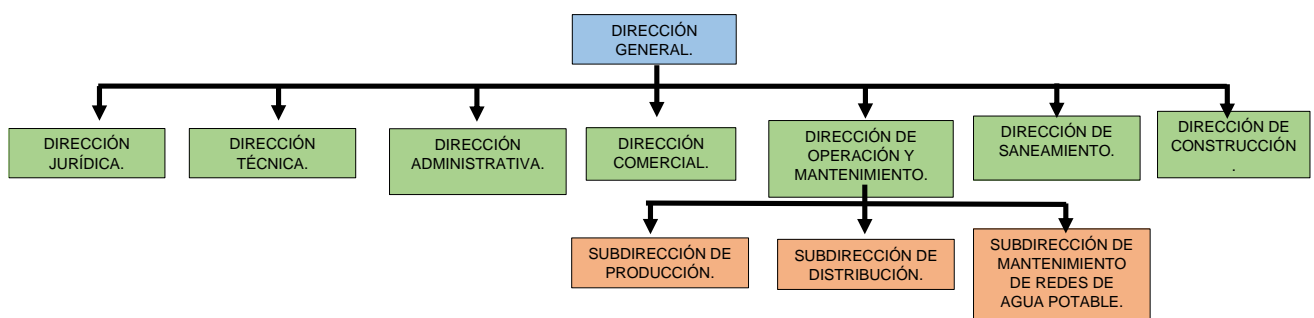 DIRECCIÓN
GENERAL.
DIRECCIÓN
JURÍDICA.
DIRECCIÓN
TÉCNICA.
DIRECCIÓN
ADMINISTRATIVA.
DIRECCIÓN
COMERCIAL.
DIRECCIÓN DE
OPERACIÓN Y
MANTENIMIENTO.
DIRECCIÓN DE
SANEAMIENTO.
DIRECCIÓN DE
CONSTRUCCIÓN
.
SUBDIRECCIÓN DE
PRODUCCIÓN.
SUBDIRECCIÓN DE
DISTRIBUCIÓN.
SUBDIRECCIÓN DE
MANTENIMIENTO
DE REDES DE
AGUA POTABLE.